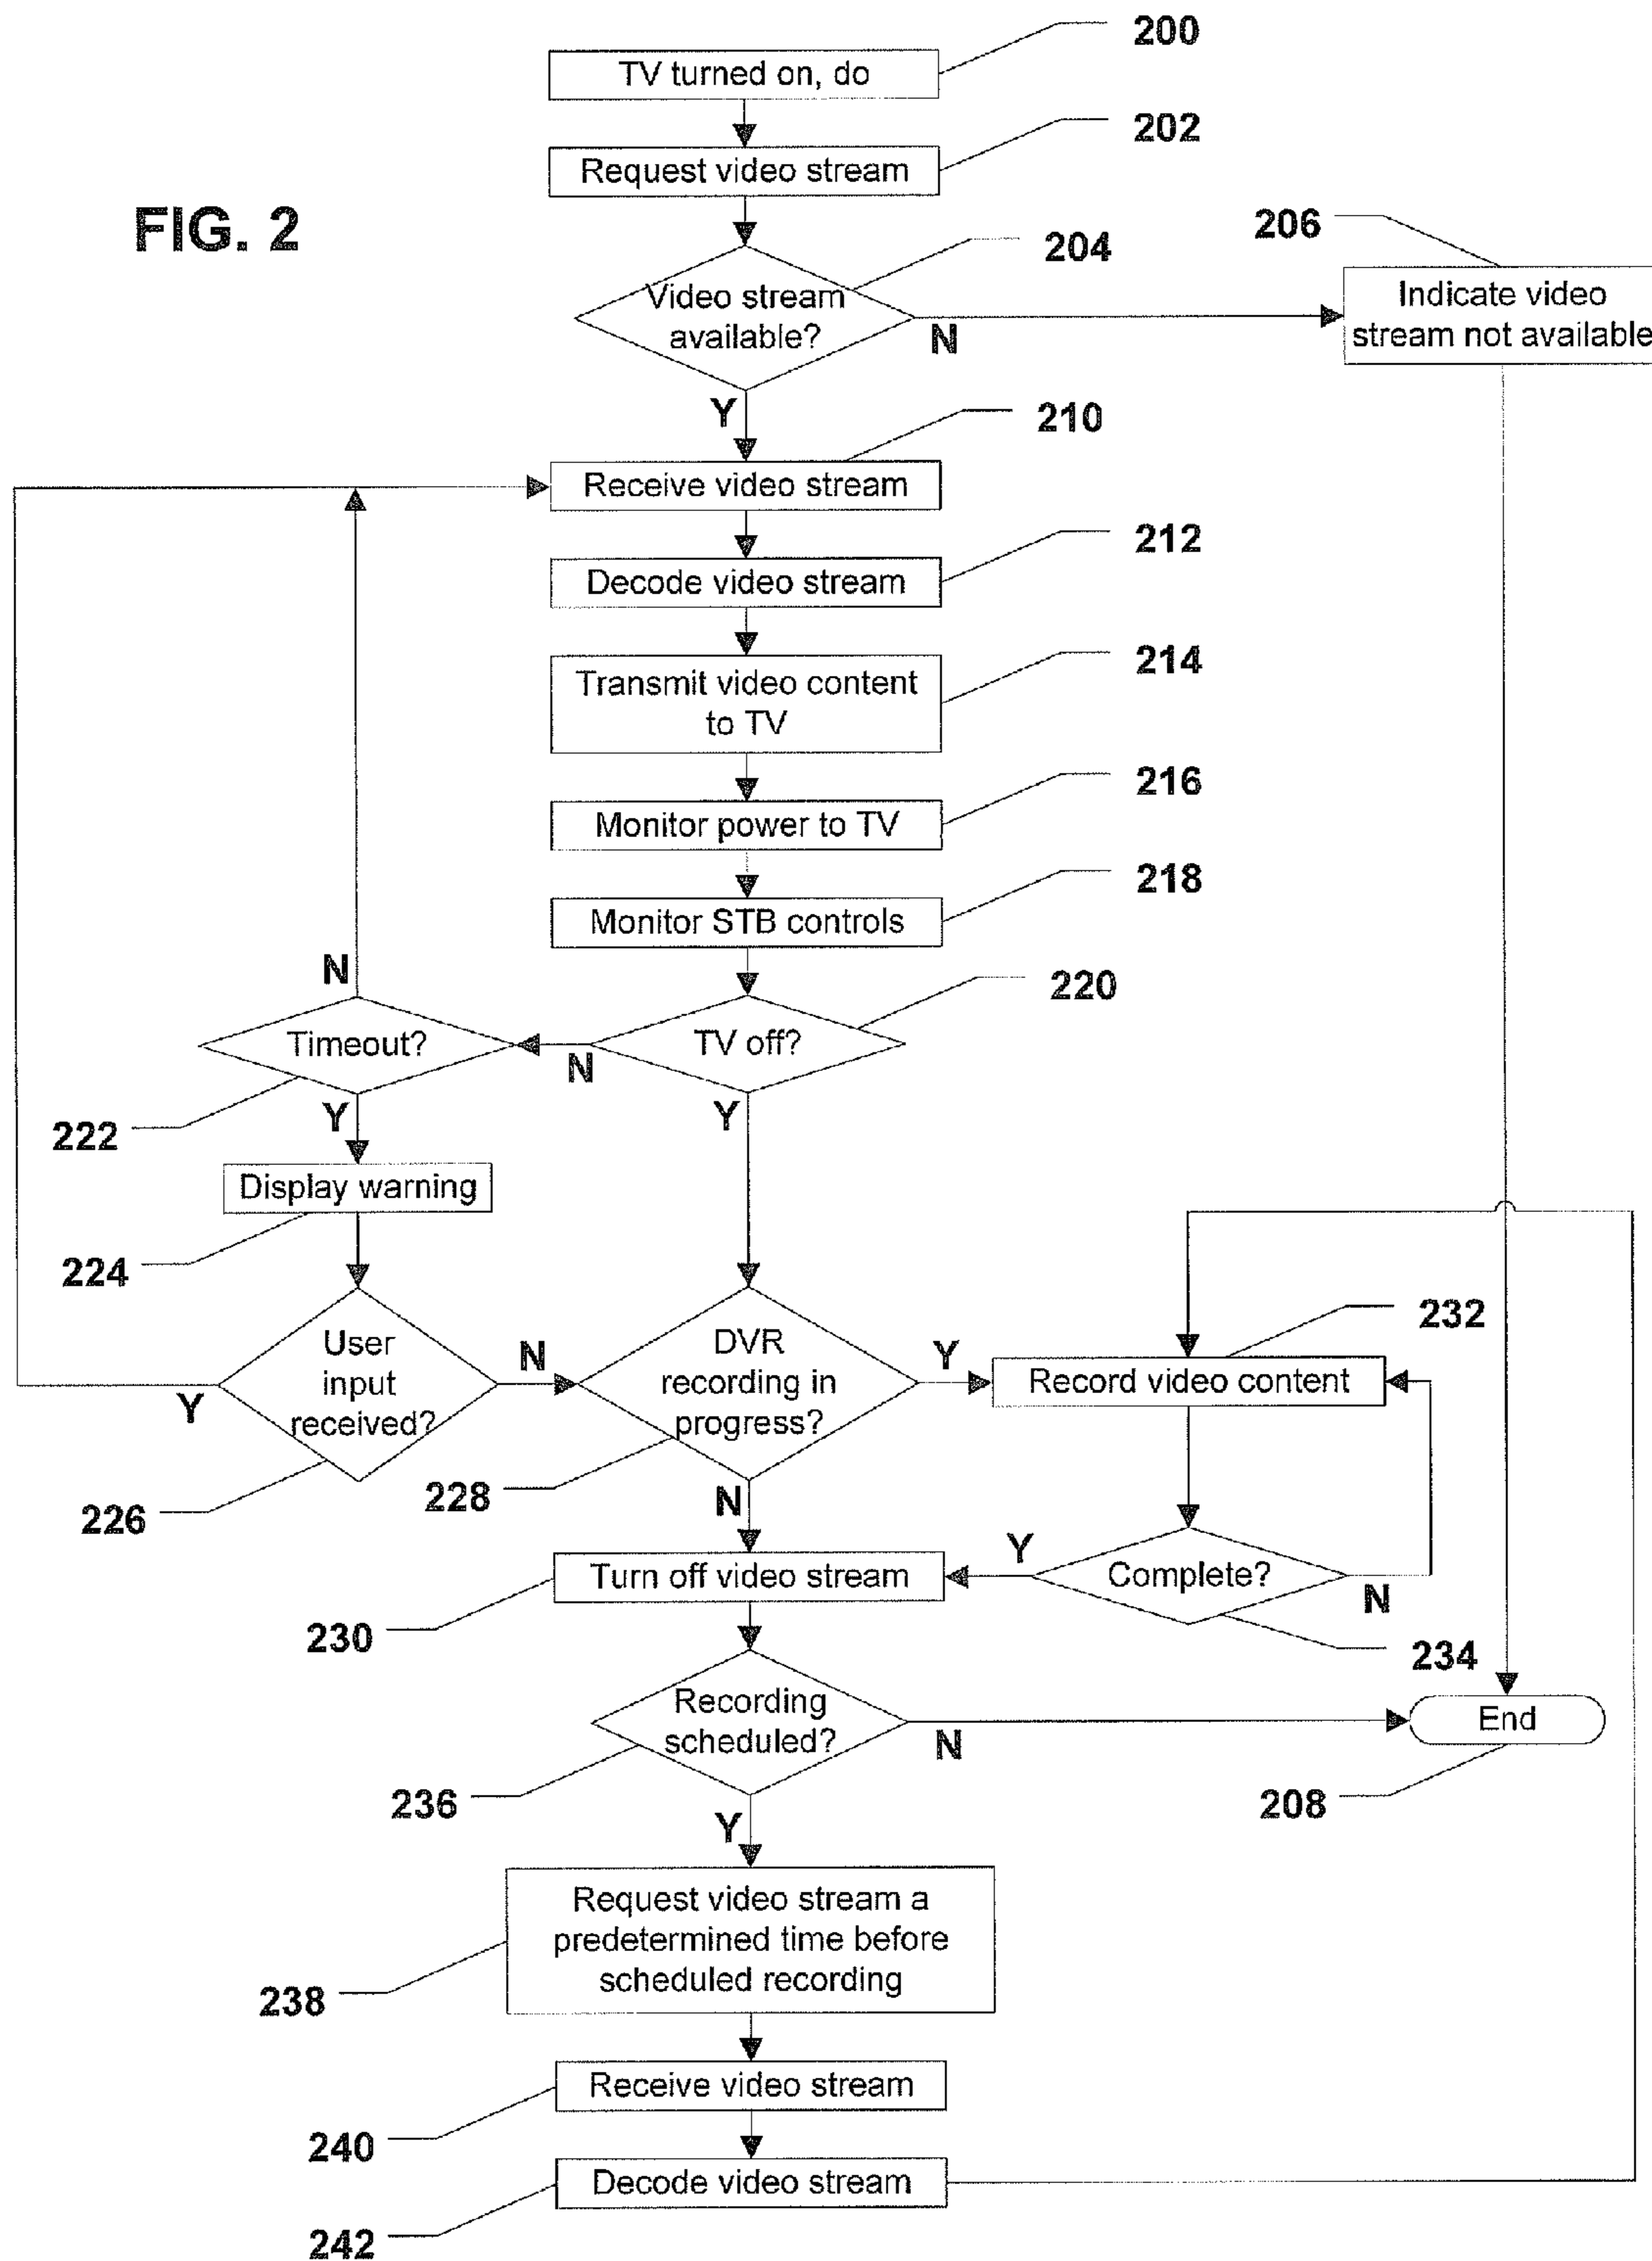 200
TV turned on, do
202
Request video stream
FIG. 2
206
204
Indicate video
stream not available
Video stream
available?
N
Y
210
Receive video stream
212
Decode video stream
214
Transmit video content
to TV
216
Monitor power to TV
218
Monitor STB controls
N
220
Timeout?
N
TV off?
Y
Y
222
Display warning
224
232
User
input
received?
N
DVR
recording in
progress?
Y
Record video content
Y
228
226
N
Y
Turn off video stream
Complete?
N
230
234
Recording
scheduled?
N
End
236
208
Y
Request video stream a
predetermined time before
scheduled recording
238
Receive video stream
240
Decode video stream
242